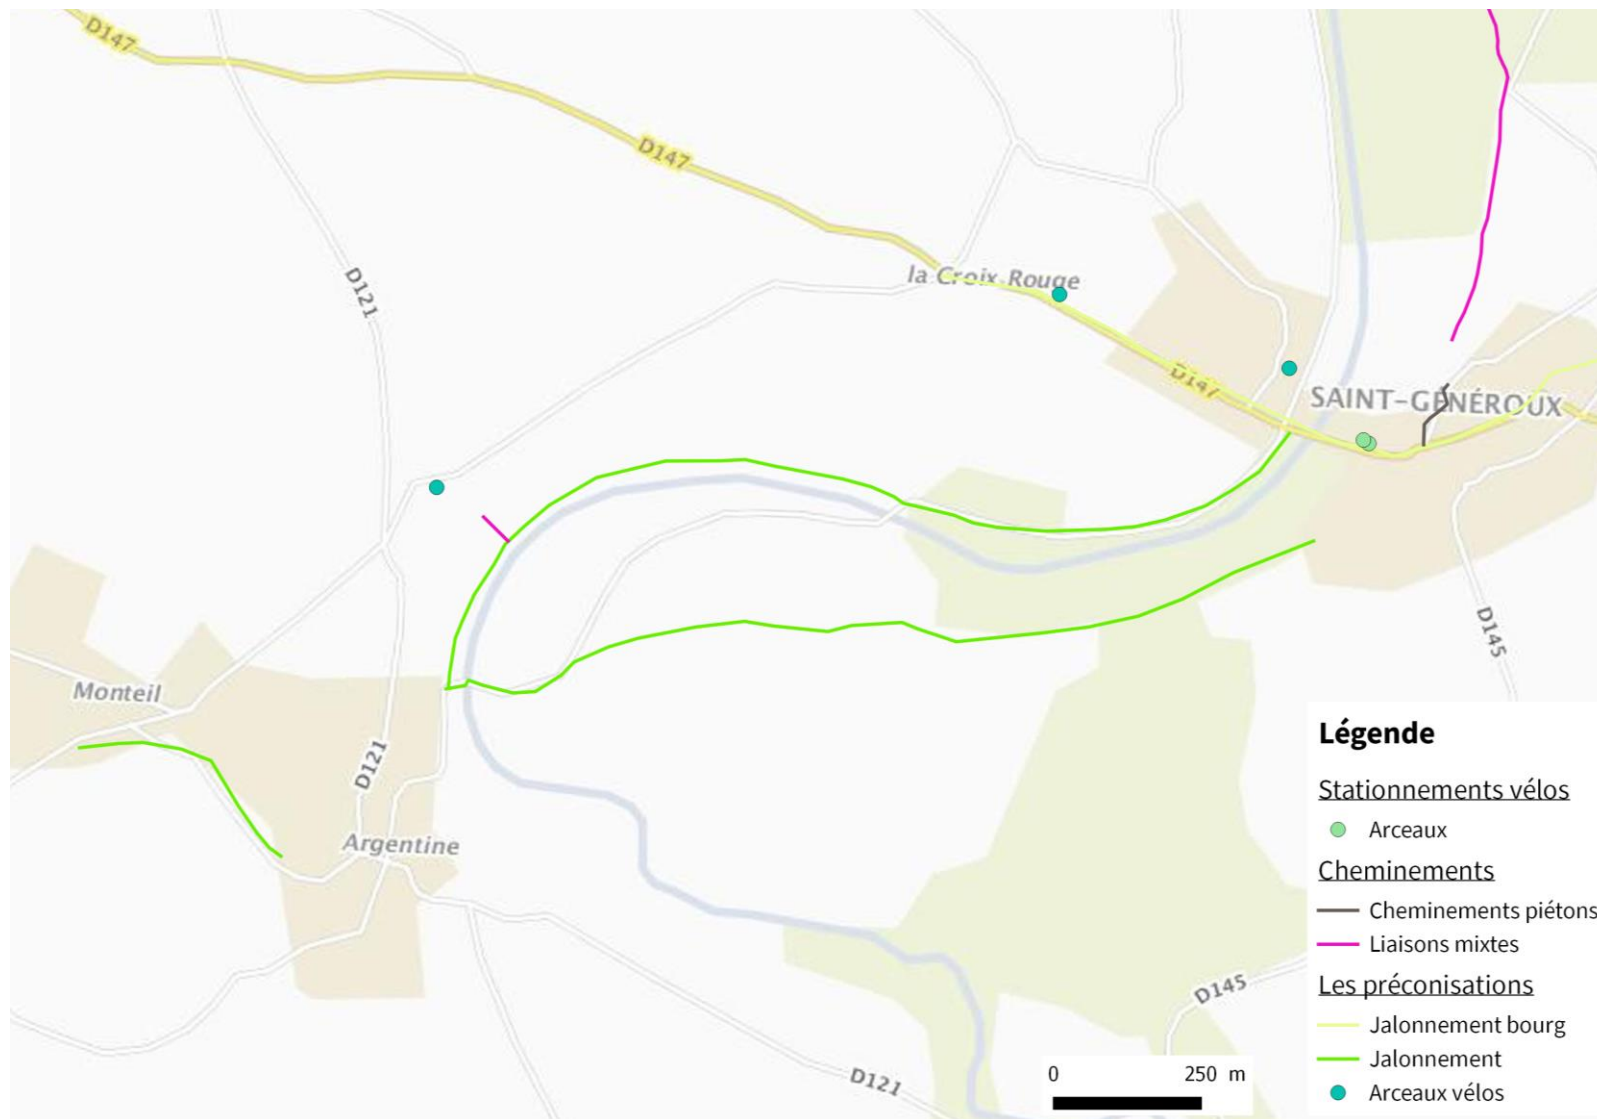 D147
D147
D121
la Croix-Rouge
D147
SAINT-GÉNÉROUX
D145
Monteil
D121
Argentine
D145
D121
0 250 m
Légende
Stationnements vélos
Arceaux
Cheminements
Cheminements piétons
Liaisons mixtes
Les préconisations
Jalonnement bourg
Jalonnement
Arceaux vélos